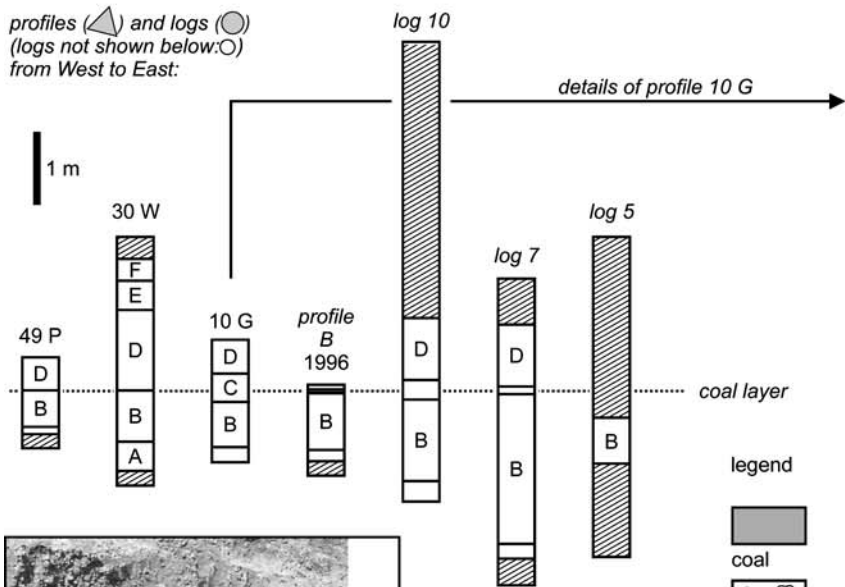 profiles ( ) and logs ( )
(logs not shown below: )
from West to East:
log 10
details of profile 10 G
1 m
30 W
log 5
log 7
49 P
10 G
profile
B
1996
F
E
D
D
B
A
D
B
D
C
B
B
D
B
D
B
B
coal layer
legend
coal